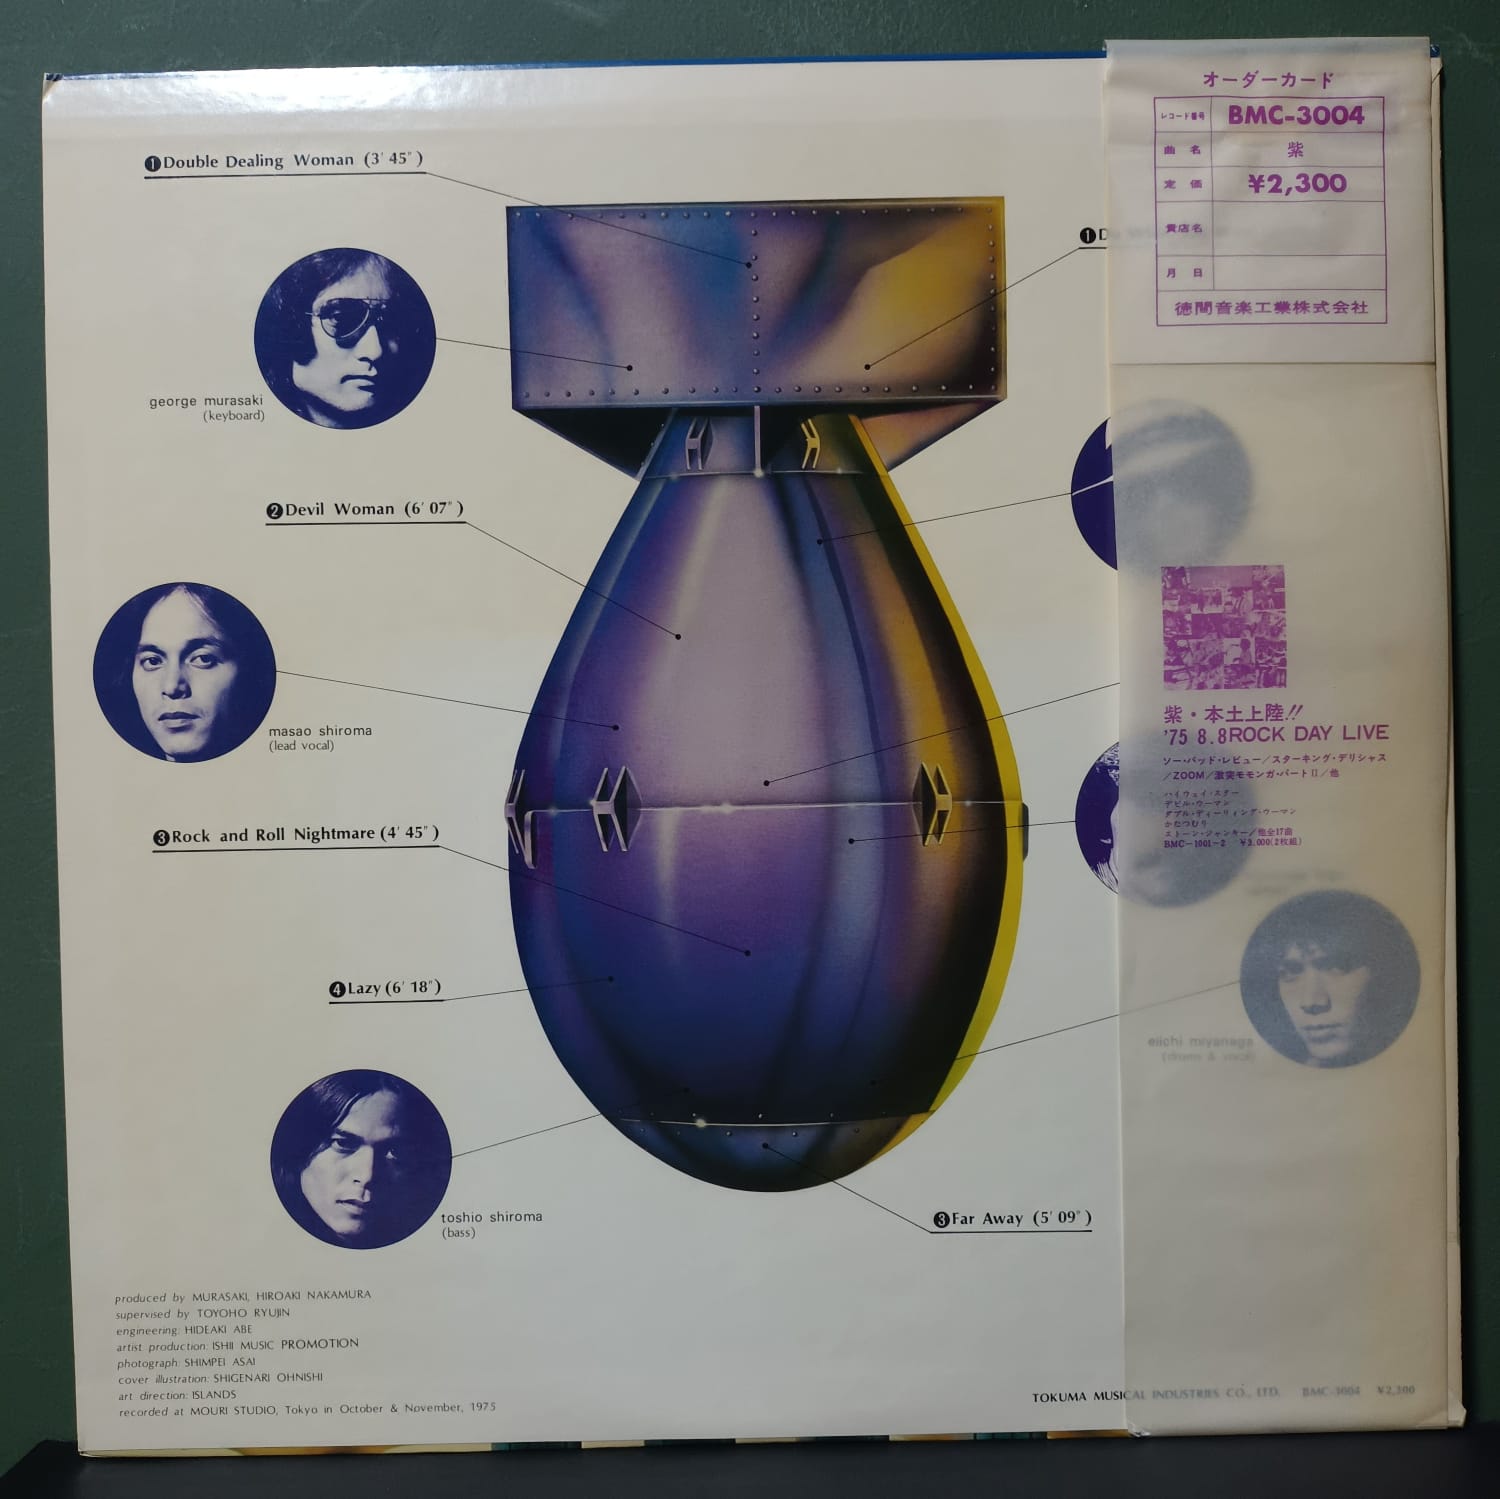 ❶Double Dealing Woman (3′ 45″)
george murasaki
(keyboard)
❷Devil Woman (6′ 07″)
masao shiroma
(lead vocal)
❸Rock and Roll Nightmare (4′ 45″)
❹Lazy (6′ 18″)
toshio shiroma
(bass)
produced by MURASAKI, HIROAKI NAKAMURA
supervised by TOYOHO RYUJIN
engineering: HIDEAKI ABE
artist production: ISHII MUSIC PROMOTION
photograph: SHIMPEI ASAI
cover illustration: SHIGENARI OHNISHI
art direction: ISLANDS
recorded at MOURI STUDIO, Tokyo in October & November, 1975
❶D
eiichi miyanaga
(drums & vocal)
❸Far Away (5′ 09″)
TOKUMA MUSICAL INDUSTRIES CO., LTD. BMC-3004 ¥2,300
オーダーカード
レコード番号 BMC-3004
曲名 紫
定価 ¥2,300
貴店名
月日
徳間音楽工業株式会社
紫・本土上陸!!
'75 8.8ROCK DAY LIVE
ソー・バッド・レビュー/スターキング・デリシャス
/ZOOM/激突モモンガ・パートII/他
ハイウェイ・スター
デビル・ウーマン
ダブル・ディーリィング・ウーマン
かたつむり
ストーン・ジャンキー/他全17曲
BMC-1001-2 ¥3,000(2枚組)